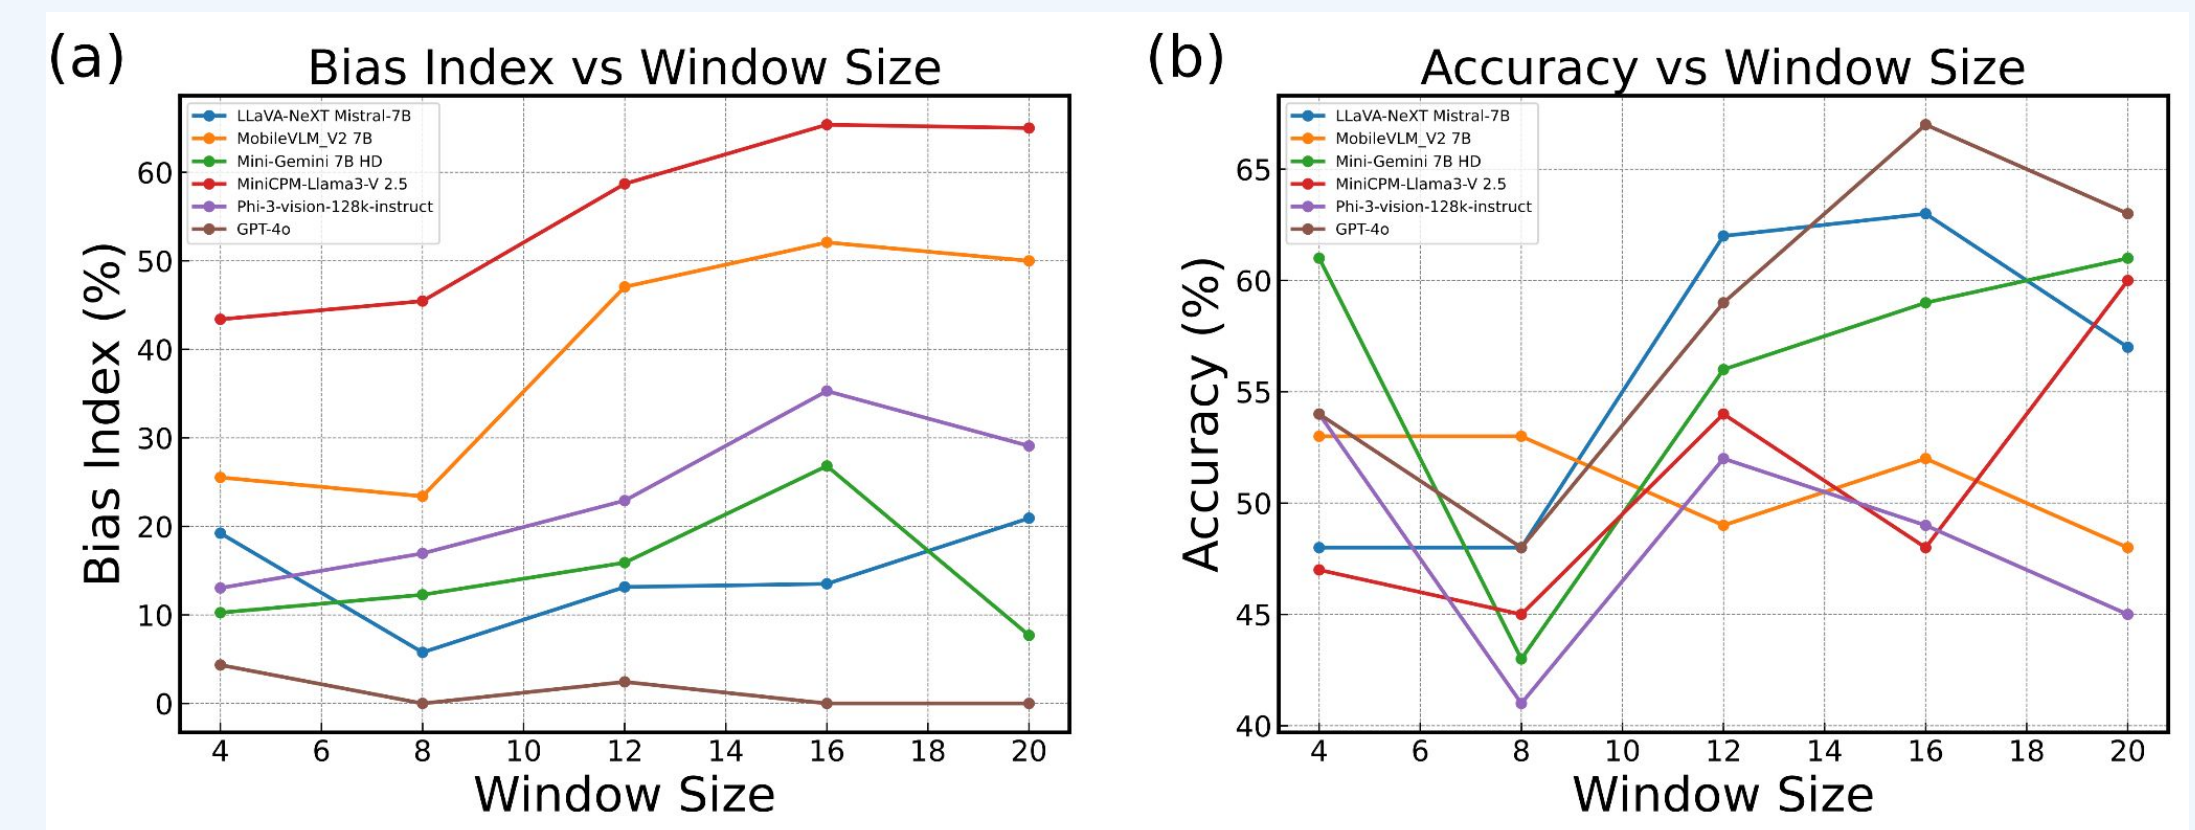 (a)
Bias Index vs Window Size
LLaVA-NeXT Mistral-7B
MobileVLM_V2 7B
Mini-Gemini 7B HD
MiniCPM-Llama3-V 2.5
Phi-3-vision-128k-instruct
GPT-4o
Bias Index (%)
60
50
40
30
20
10
0
4 6 8 10 12 14 16 18 20
Window Size
(b)
Accuracy vs Window Size
LLaVA-NeXT Mistral-7B
MobileVLM_V2 7B
Mini-Gemini 7B HD
MiniCPM-Llama3-V 2.5
Phi-3-vision-128k-instruct
GPT-4o
Accuracy (%)
65
60
55
50
45
40
4 6 8 10 12 14 16 18 20
Window Size